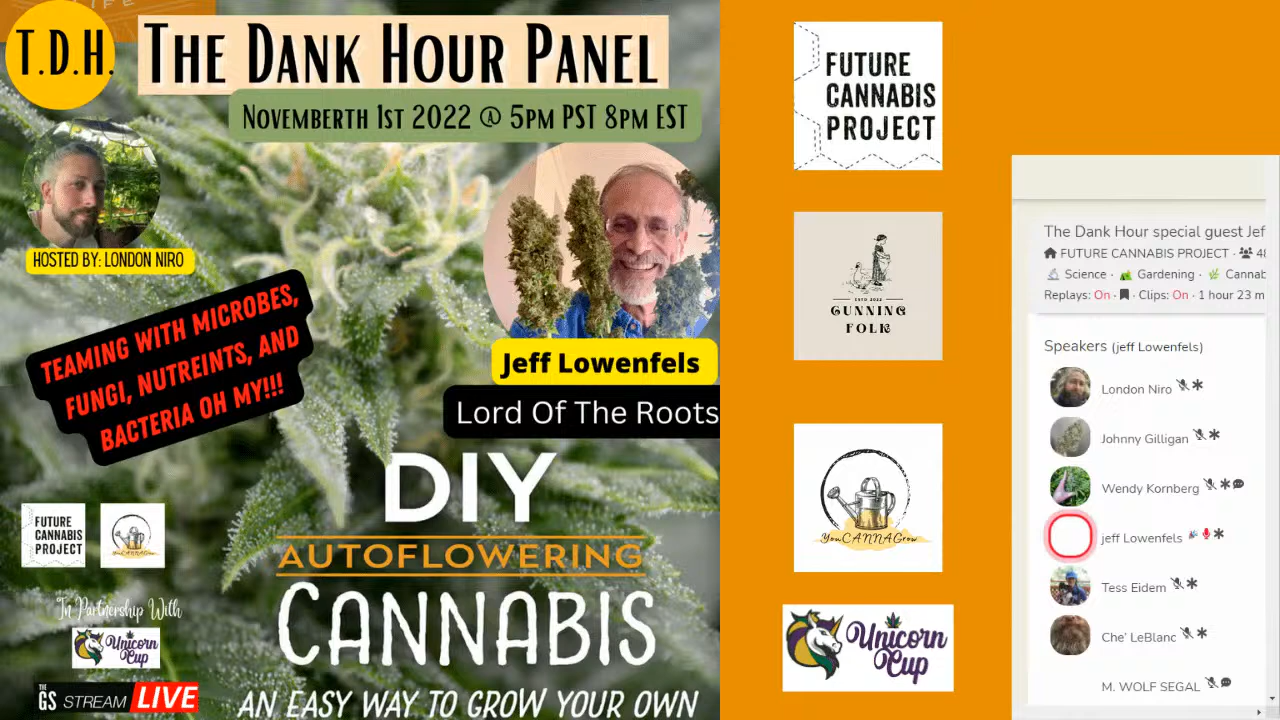 LIFE
T.D.H.
THE DANK HOUR PANEL
NOVEMBERTH 1ST 2022 @ 5PM PST 8PM EST
HOSTED BY: LONDON NIRO
TEAMING WITH MICROBES,
FUNGI, NUTREINTS, AND
BACTERIA OH MY!!!
Jeff Lowenfels
Lord Of The Roots
DIY
AUTOFLOWERING
CANNABIS
AN EASY WAY TO GROW YOUR OWN
FUTURE
CANNABIS
PROJECT
YouCANNAGrow
In Partnership With
Unicorn
Cup
THE
GS STREAM LIVE
FUTURE
CANNABIS
PROJECT
ESTD 2022
GUNNING
FOLK
YouCANNAGrow
Unicorn
Cup
The Dank Hour special guest Jef
FUTURE CANNABIS PROJECT · 4
Science · Gardening · Cannab
Replays: On · Clips: On · 1 hour 23 m
Speakers (jeff Lowenfels)
London Niro
Johnny Gilligan
Wendy Kornberg
jeff Lowenfels
Tess Eidem
Che' LeBlanc
M. WOLF SEGAL